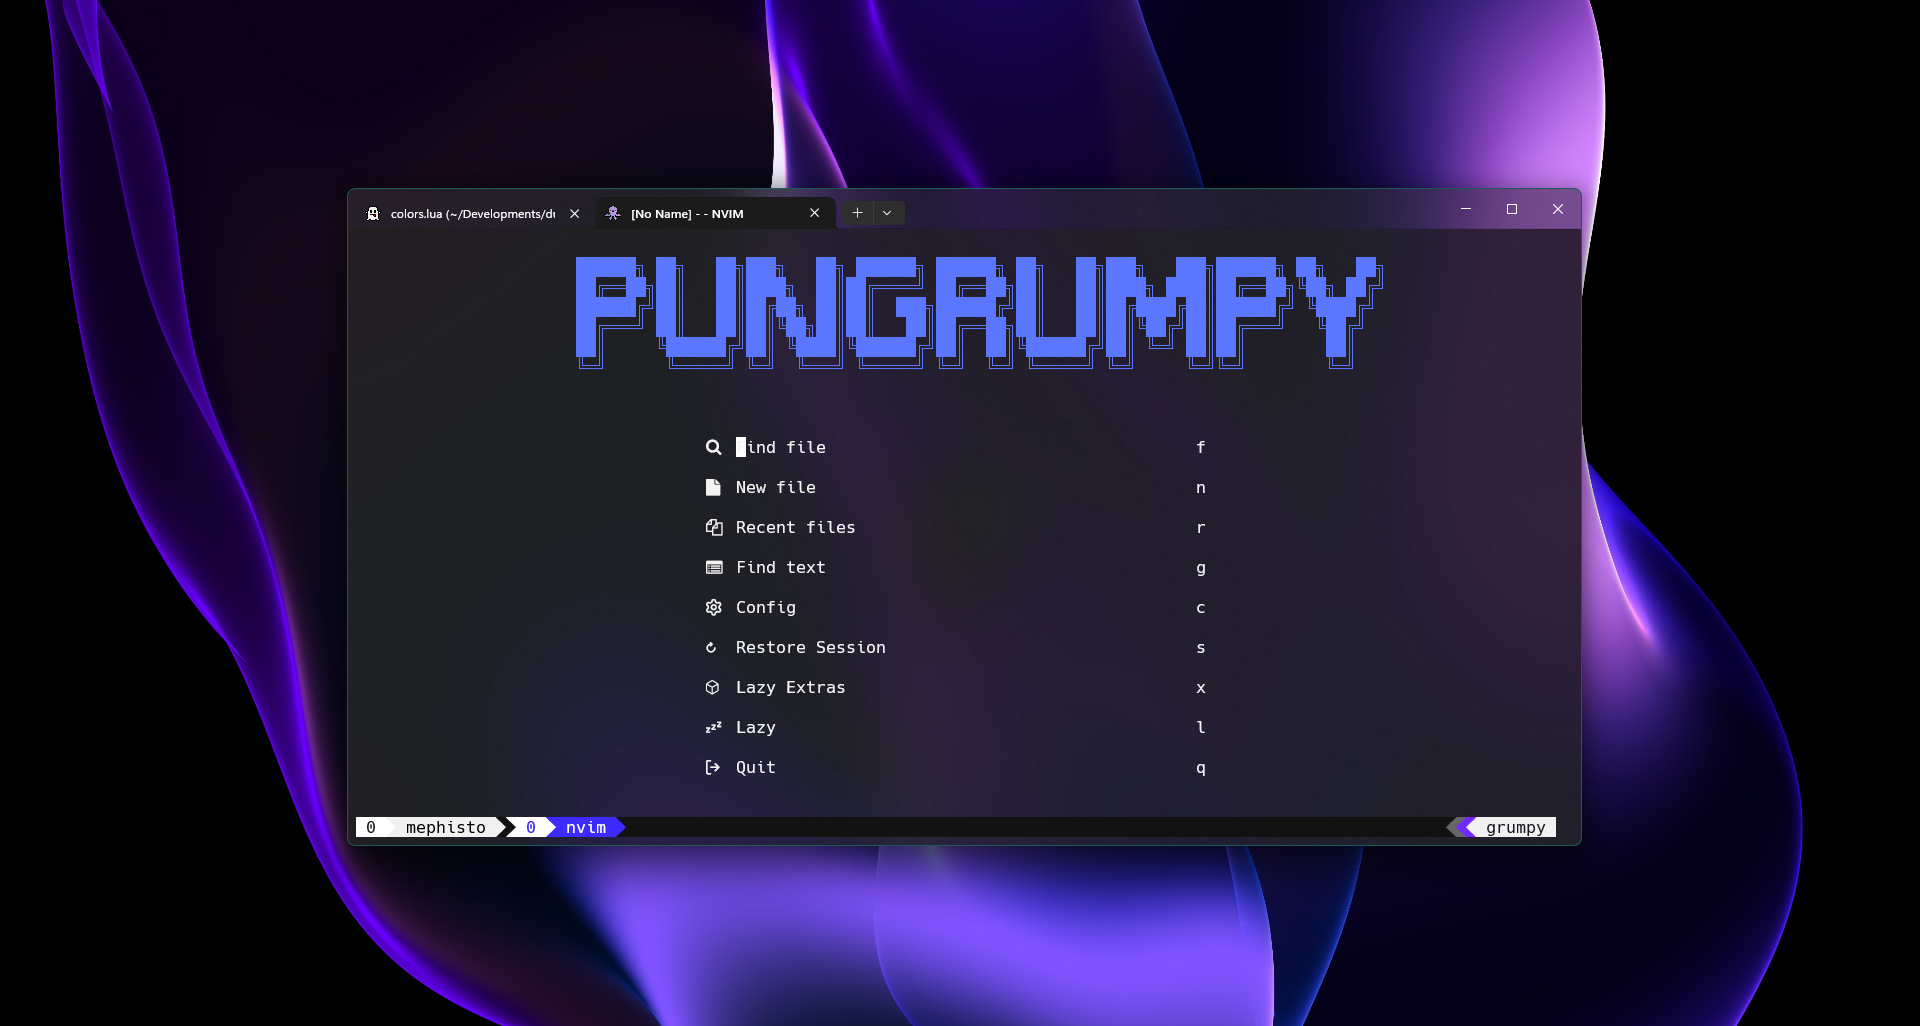 colors.lua (~/Developments/du
[No Name] - - NVIM
PUNGRUMPY
ind file f
New file n
Recent files r
Find text g
Config c
Restore Session s
Lazy Extras x
Lazy l
Quit q
0 mephisto 0 nvim grumpy